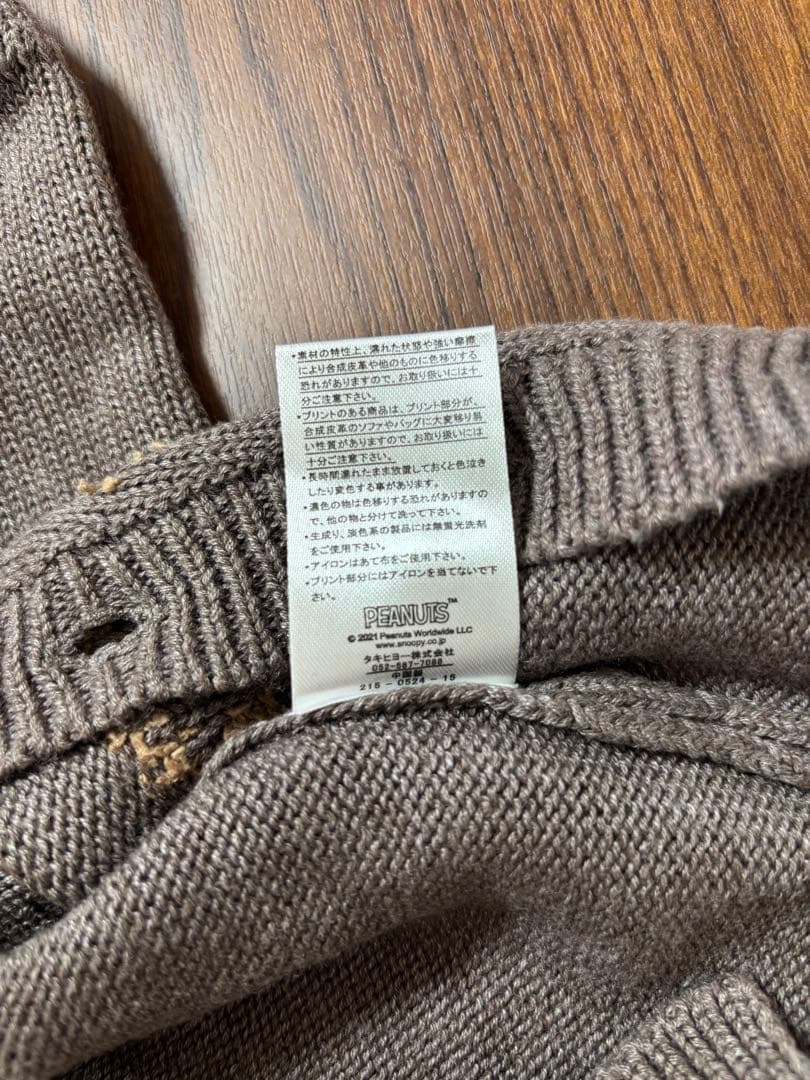 ・素材の特性上、濡れた状態や強い摩擦
により合成皮革や他のものに色移りする
恐れがありますので、お取り扱いには十
分ご注意下さい。
・プリントのある商品は、プリント部分が、
合成皮革のソファやバッグに大変移り易
い性質がありますので、お取り扱いには
十分ご注意下さい。
・長時間濡れたまま放置しておくと色泣き
したり変色する事があります。
・濃色の物は色移りする恐れがありますの
で、他の物と分けて洗って下さい。
・生成り、淡色系の製品には無蛍光洗剤
をご使用下さい。
・アイロンはあて布をご使用下さい。
・プリント部分にはアイロンを当てないで下
さい。
PEANUTS™
© 2021 Peanuts Worldwide LLC
www.snoopy.co.jp
タキヒヨー株式会社
052-587-7088
中国製
215 - 0524 - 15